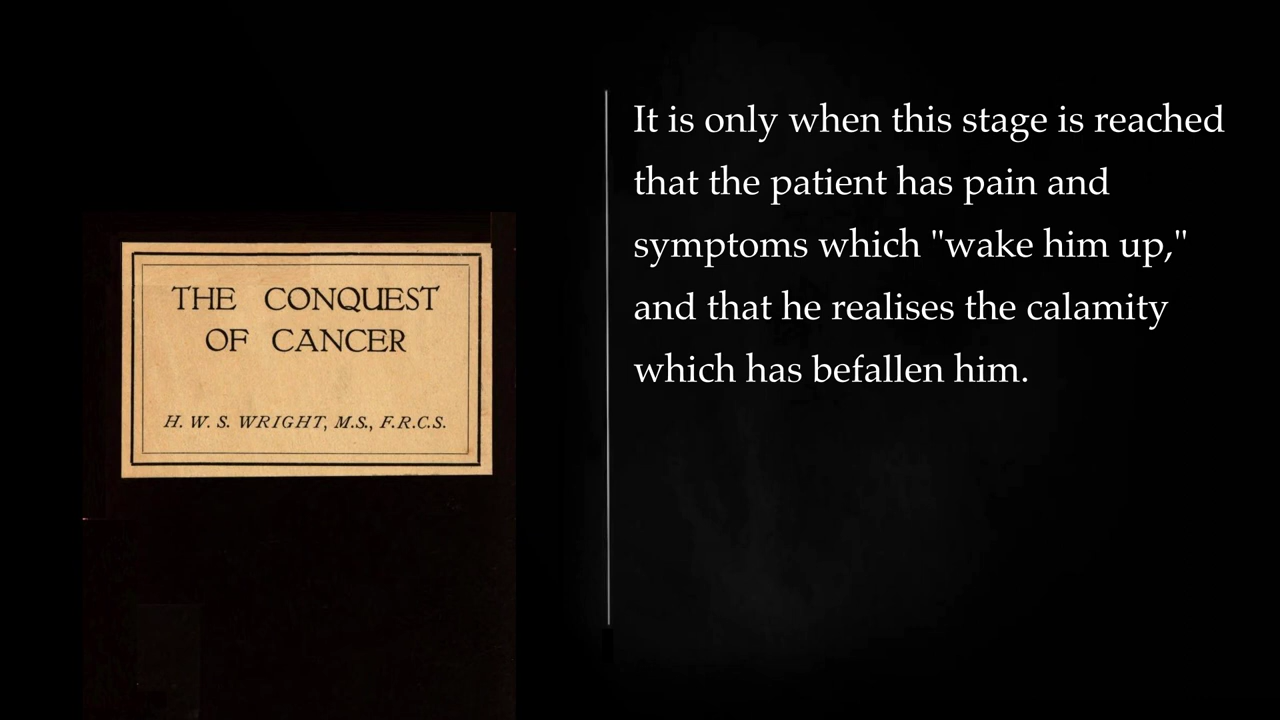 THE CONQUEST
OF CANCER
H. W. S. WRIGHT, M.S., F.R.C.S.
It is only when this stage is reached
that the patient has pain and
symptoms which "wake him up,"
and that he realises the calamity
which has befallen him.